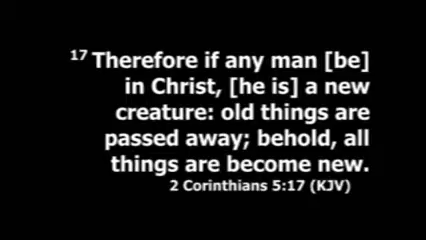 17 Therefore if any man [be]
in Christ, [he is] a new
creature: old things are
passed away; behold, all
things are become new.
2 Corinthians 5:17 (KJV)